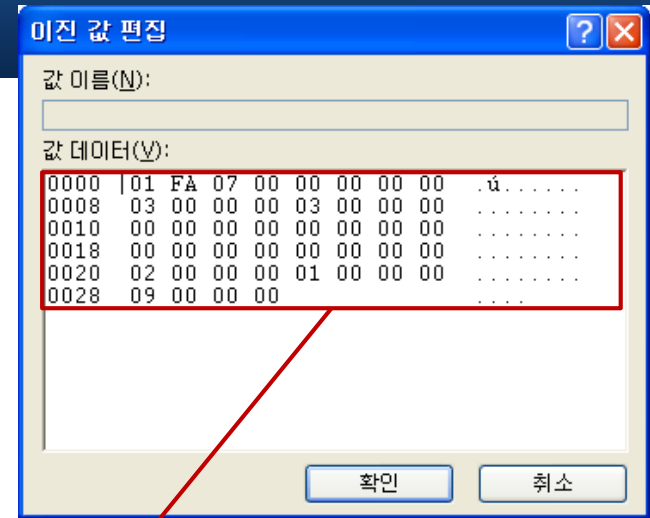 이진 값 편집
값 이름(N):
값 데이터(V):
0000 01 FA 07 00 00 00 00 00 .ú......
0008 03 00 00 00 03 00 00 00 ........
0010 00 00 00 00 00 00 00 00 ........
0018 00 00 00 00 00 00 00 00 ........
0020 02 00 00 00 01 00 00 00 ........
0028 09 00 00 00 ....
확인 취소